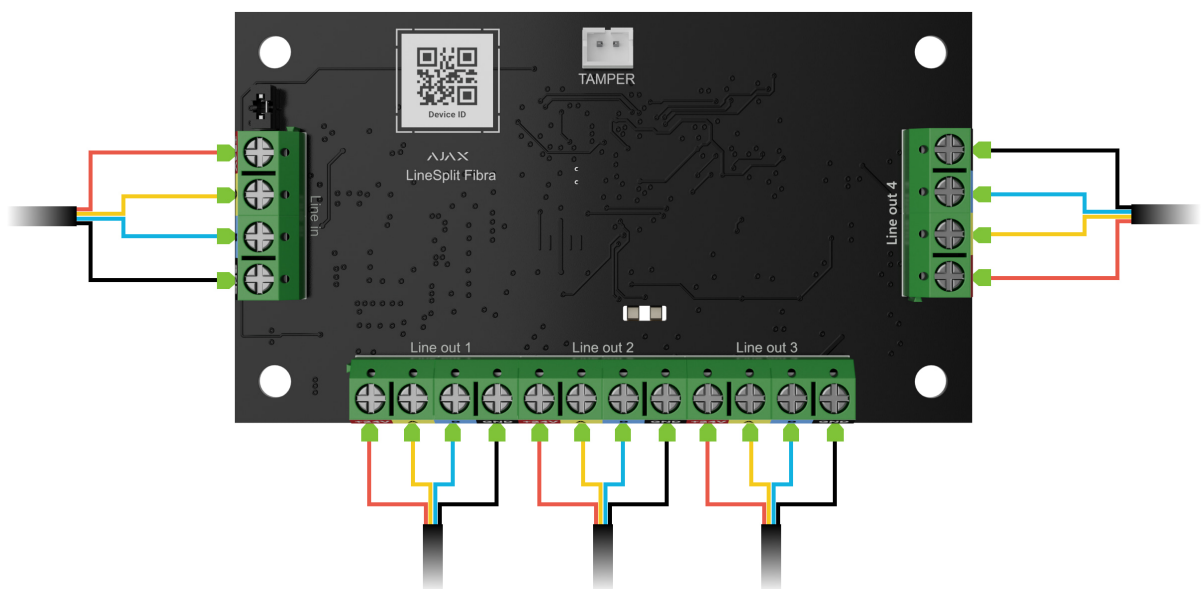 TAMPER
Device ID
AJAX
LineSplit Fibra
Line in
Line out 4
Line out 1
Line out 2
Line out 3